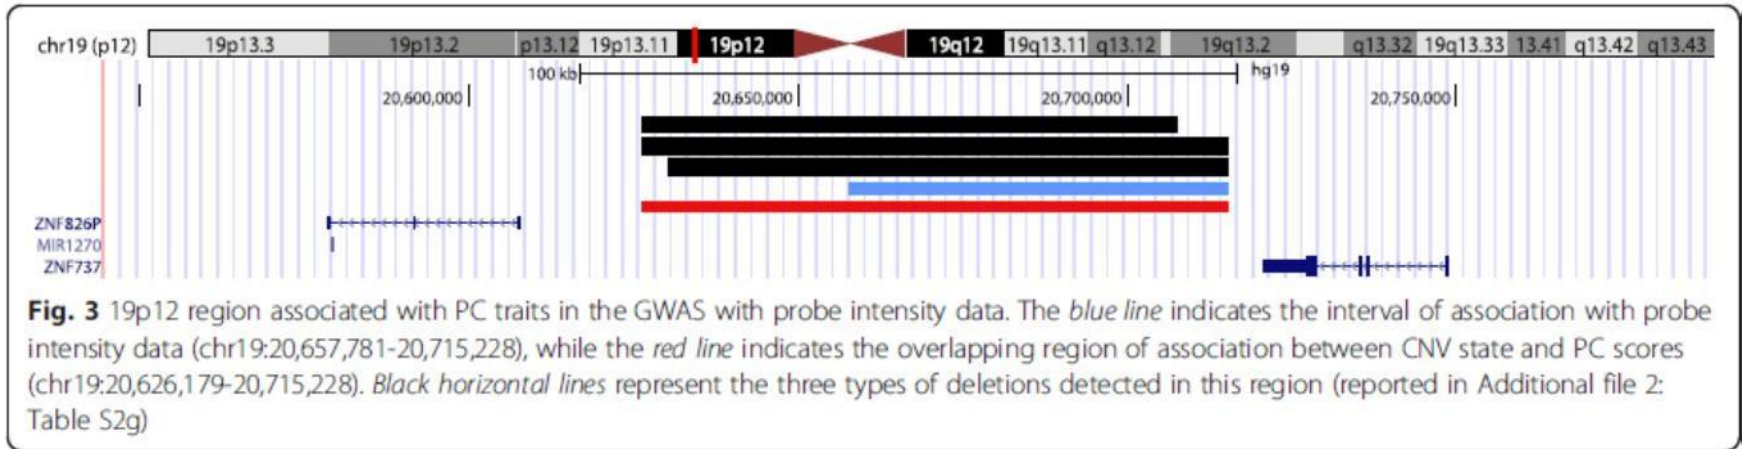 chr19 (p12) 19p13.3 19p13.2 p13.12 19p13.11 19p12 19q12 19q13.11 q13.12 19q13.2 q13.32 19q13.33 13.41 q13.42 q13.43
100 kb hg19
20,600,000 20,650,000 20,700,000 20,750,000
ZNF826P
MIR1270
ZNF737
Fig. 3 19p12 region associated with PC traits in the GWAS with probe intensity data. The blue line indicates the interval of association with probe
intensity data (chr19:20,657,781-20,715,228), while the red line indicates the overlapping region of association between CNV state and PC scores
(chr19:20,626,179-20,715,228). Black horizontal lines represent the three types of deletions detected in this region (reported in Additional file 2:
Table S2g)